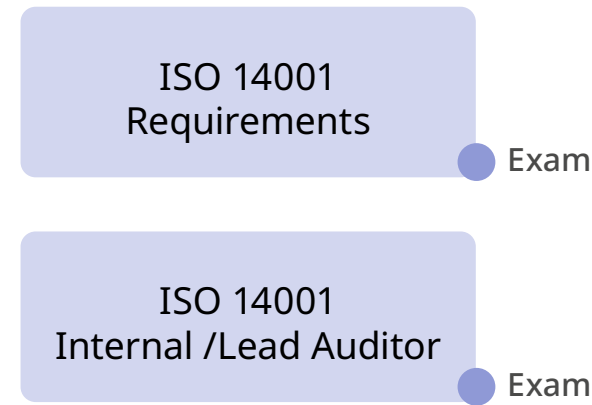 ISO 14001
Requirements
Exam
ISO 14001
Internal /Lead Auditor
Exam